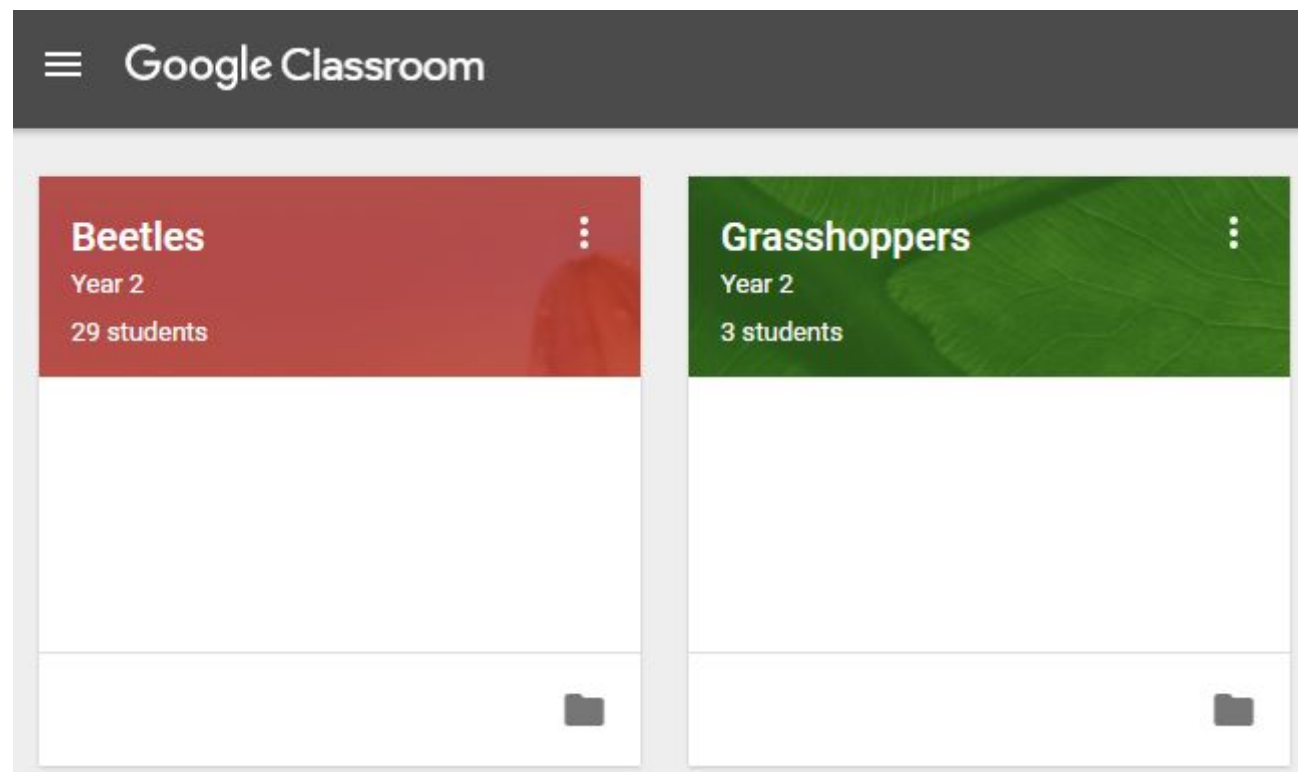 Google Classroom
Beetles
Year 2
29 students
Grasshoppers
Year 2
3 students